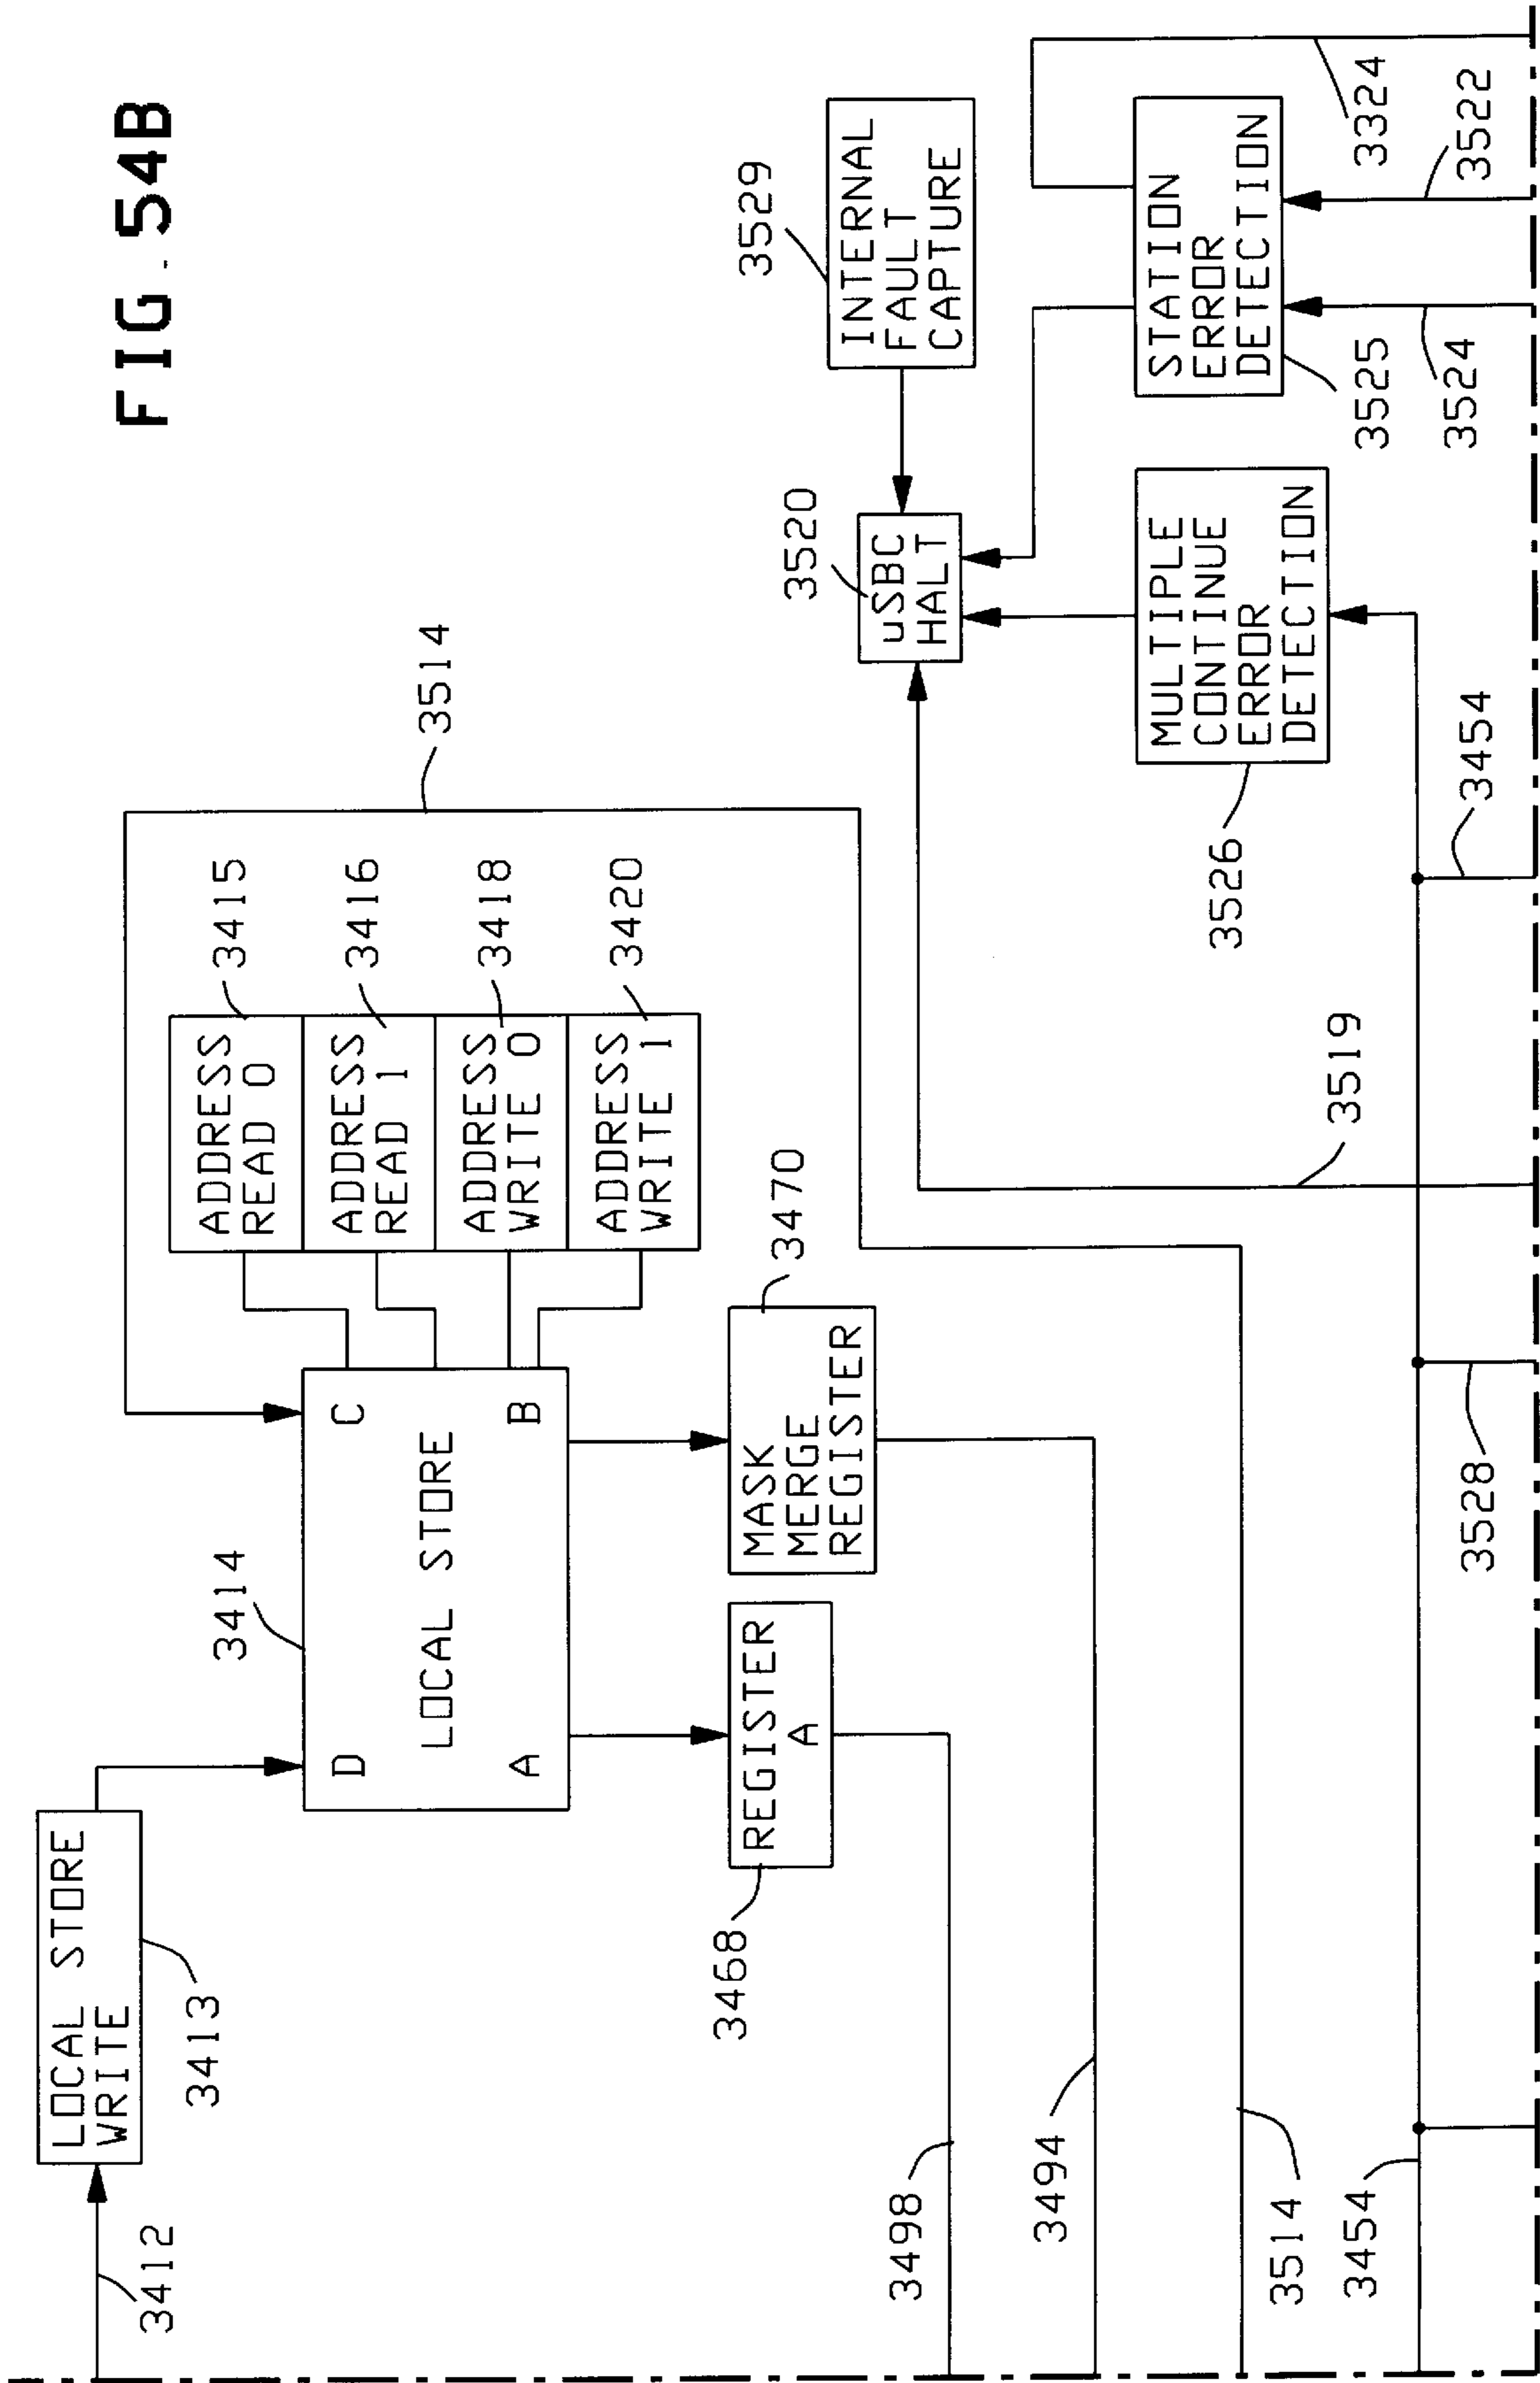 FIG. 54B
3412
LOCAL STORE
WRITE
3413
3414
D
C
LOCAL STORE
A
B
ADDRESS
READ 0
3415
ADDRESS
READ 1
3416
ADDRESS
WRITE 0
3418
ADDRESS
WRITE 1
3420
3514
3468
REGISTER
A
MASK
MERGE
REGISTER
3470
3498
3494
3514
3454
3528
3519
3454
3520
uSBC
HALT
3529
INTERNAL
FAULT
CAPTURE
3526
MULTIPLE
CONTINUE
ERROR
DETECTION
STATION
ERROR
DETECTION
3525
3524
3324
3522